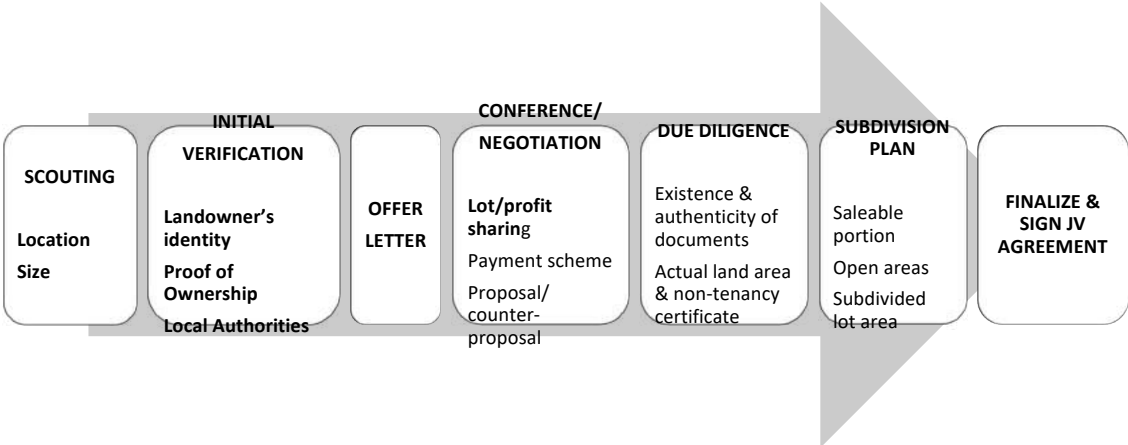 SCOUTING
Location
Size
INITIAL
VERIFICATION
Landowner's
identity
Proof of
Ownership
Local Authorities
OFFER
LETTER
CONFERENCE/
NEGOTIATION
Lot/profit
sharing
Payment scheme
Proposal/
counter-
proposal
DUE DILIGENCE
Existence &
authenticity of
documents
Actual land area
& non-tenancy
certificate
SUBDIVISION
PLAN
Saleable
portion
Open areas
Subdivided
lot area
FINALIZE &
SIGN JV
AGREEMENT